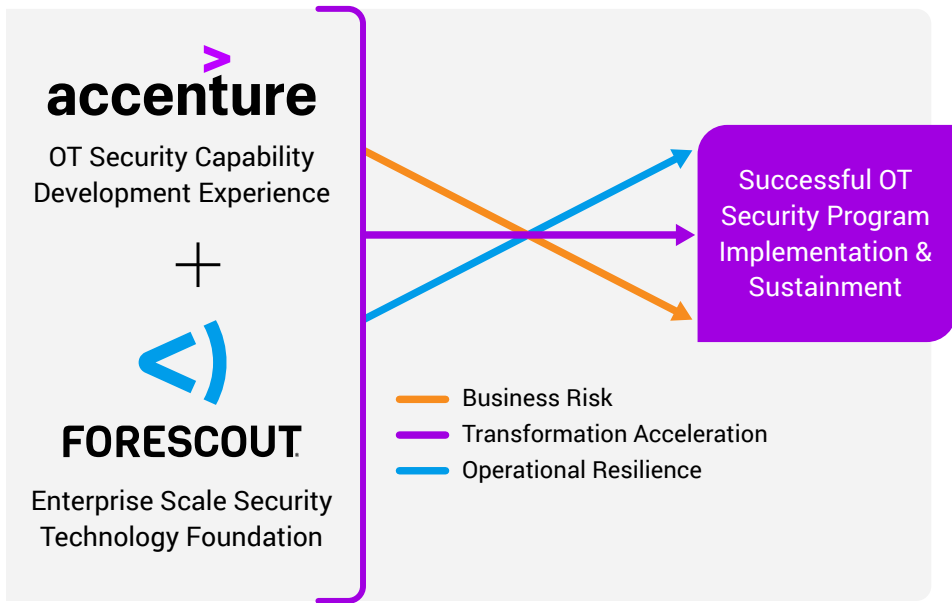 accenture
OT Security Capability
Development Experience
+
FORESCOUT.
Enterprise Scale Security
Technology Foundation
Business Risk
Transformation Acceleration
Operational Resilience
Successful OT
Security Program
Implementation &
Sustainment